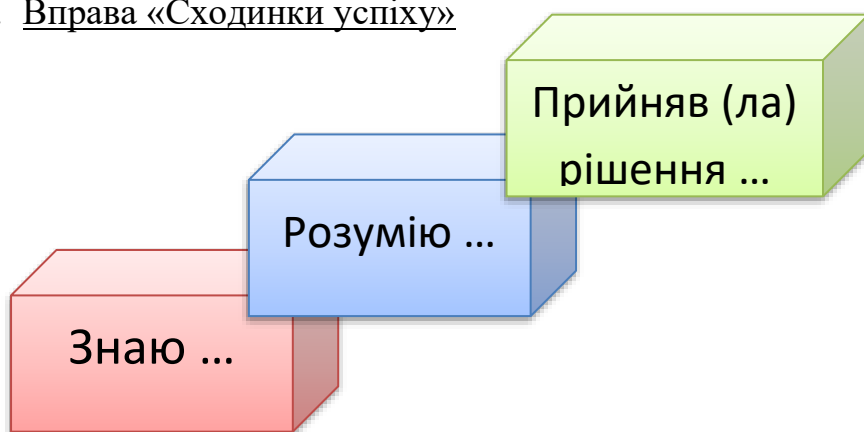 Вправа «Сходинки успіху»
Прийняв (ла)
рішення ...
Розумію ...
Знаю ...